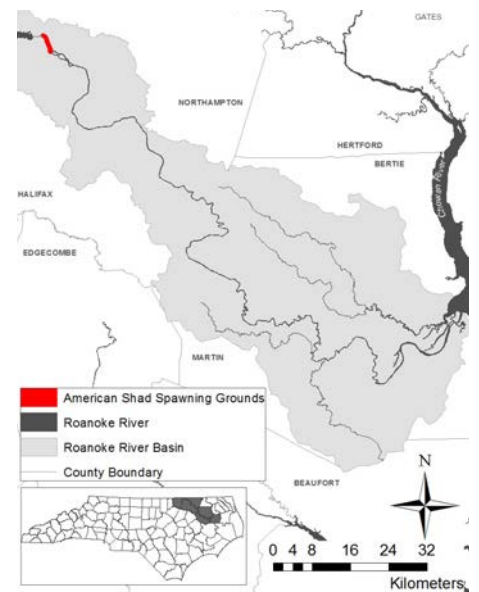 GATES
NORTHAMPTON
HERTFORD
BERTIE
Chowan River
HALIFAX
EDGECOMBE
MARTIN
American Shad Spawning Grounds
Roanoke River
Roanoke River Basin
County Boundary
BEAUFORT
N
0 4 8 16 24 32
Kilometers